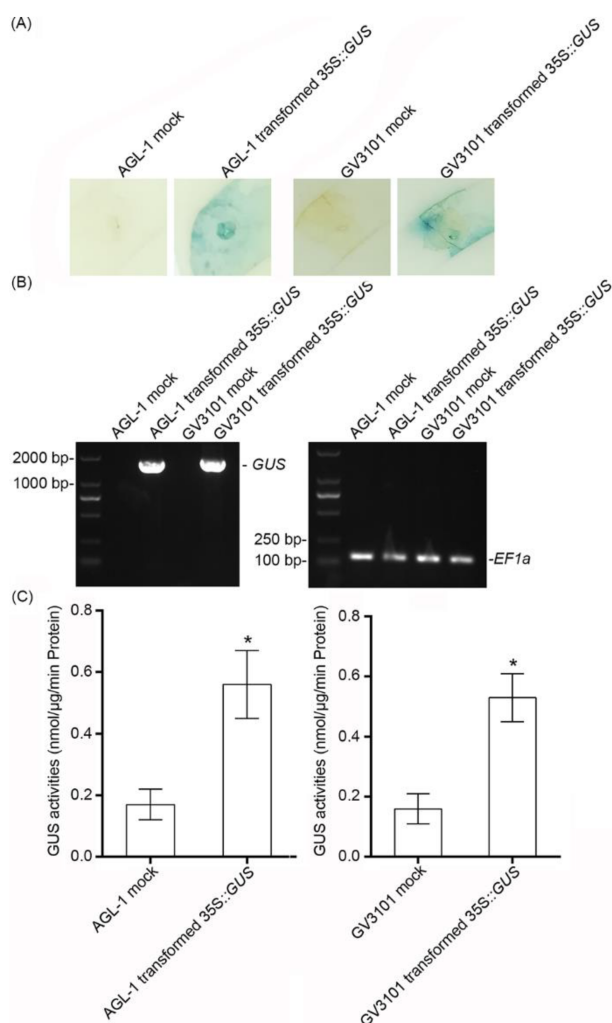 (A)
AGL-1 mock
AGL-1 transformed 35S::GUS
GV3101 mock
GV3101 transformed 35S::GUS
(B)
AGL-1 mock
AGL-1 transformed 35S::GUS
GV3101 mock
GV3101 transformed 35S::GUS
2000 bp-
1000 bp-
- GUS
AGL-1 mock
AGL-1 transformed 35S::GUS
GV3101 mock
GV3101 transformed 35S::GUS
250 bp-
100 bp-
-EF1a
(C)
GUS activities (nmol/µg/min Protein)
0.8
0.6
0.4
0.2
0.0
*
AGL-1 mock
AGL-1 transformed 35S::GUS
GUS activities (nmol/µg/min Protein)
0.8
0.6
0.4
0.2
0.0
*
GV3101 mock
GV3101 transformed 35S::GUS